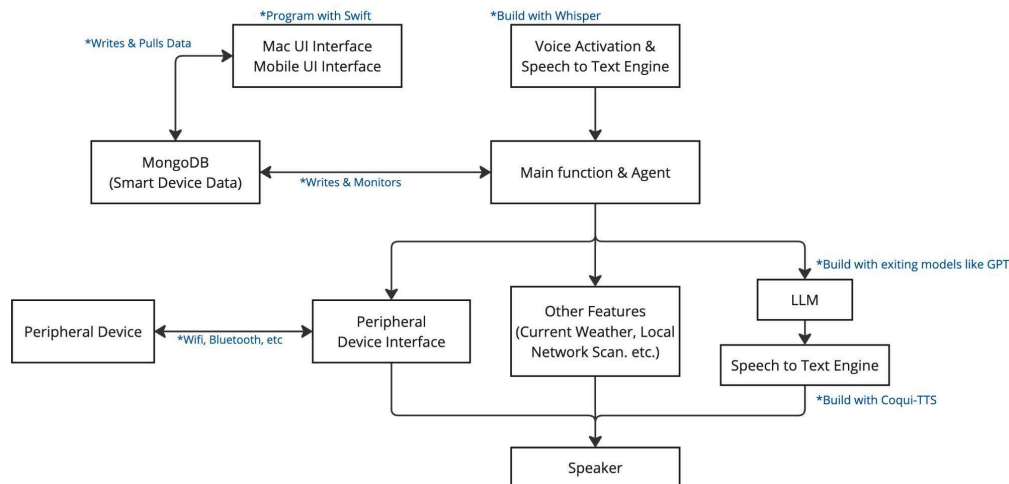 *Program with Swift
*Build with Whisper
*Writes & Pulls Data
Mac UI Interface
Mobile UI Interface
Voice Activation &
Speech to Text Engine
MongoDB
(Smart Device Data)
*Writes & Monitors
Main function & Agent
*Build with exiting models like GPT
LLM
Peripheral Device
*Wifi, Bluetooth, etc
Peripheral
Device Interface
Other Features
(Current Weather, Local
Network Scan. etc.)
Speech to Text Engine
*Build with Coqui-TTS
Speaker